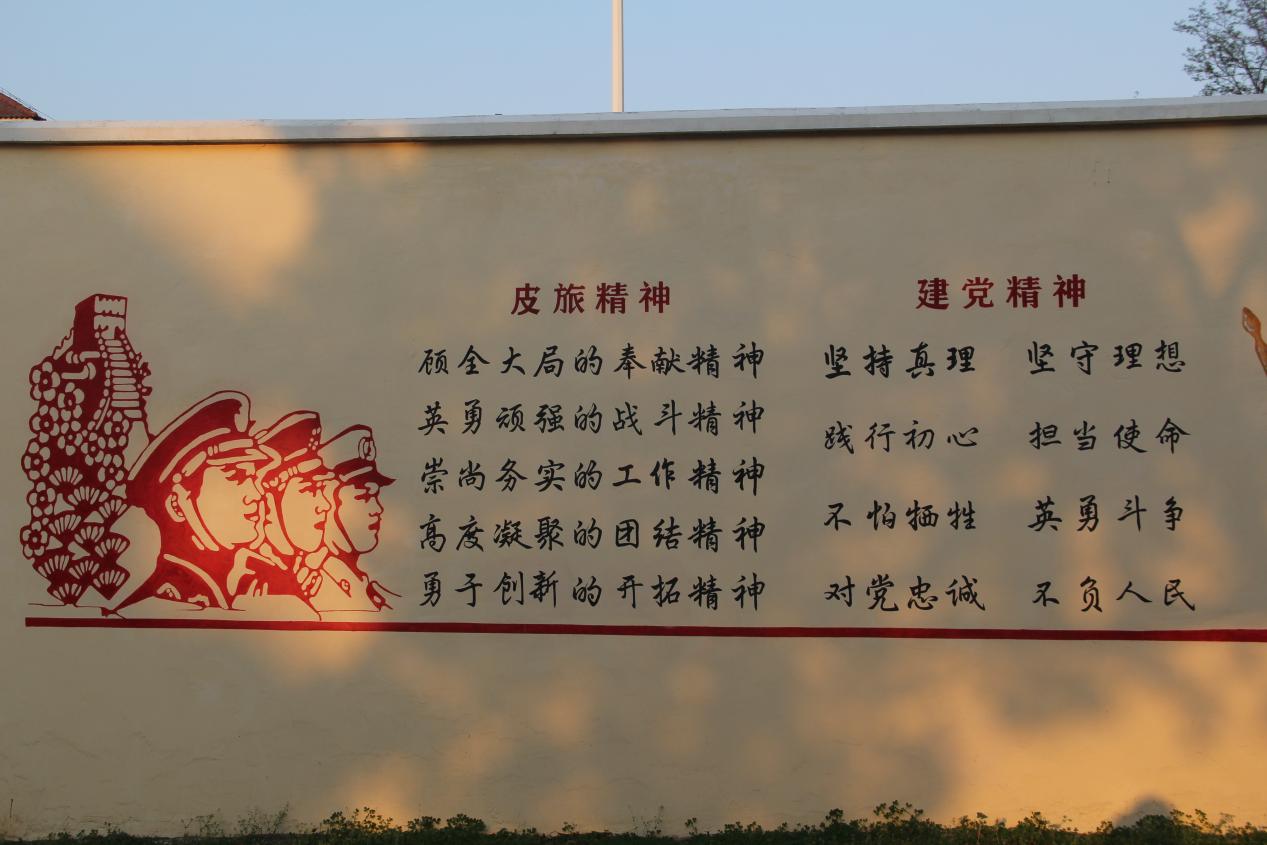 皮旅精神
顾全大局的奉献精神
英勇顽强的战斗精神
崇尚务实的工作精神
高度凝聚的团结精神
勇于创新的开拓精神
建党精神
坚持真理 坚守理想
践行初心 担当使命
不怕牺牲 英勇斗争
对党忠诚 不负人民